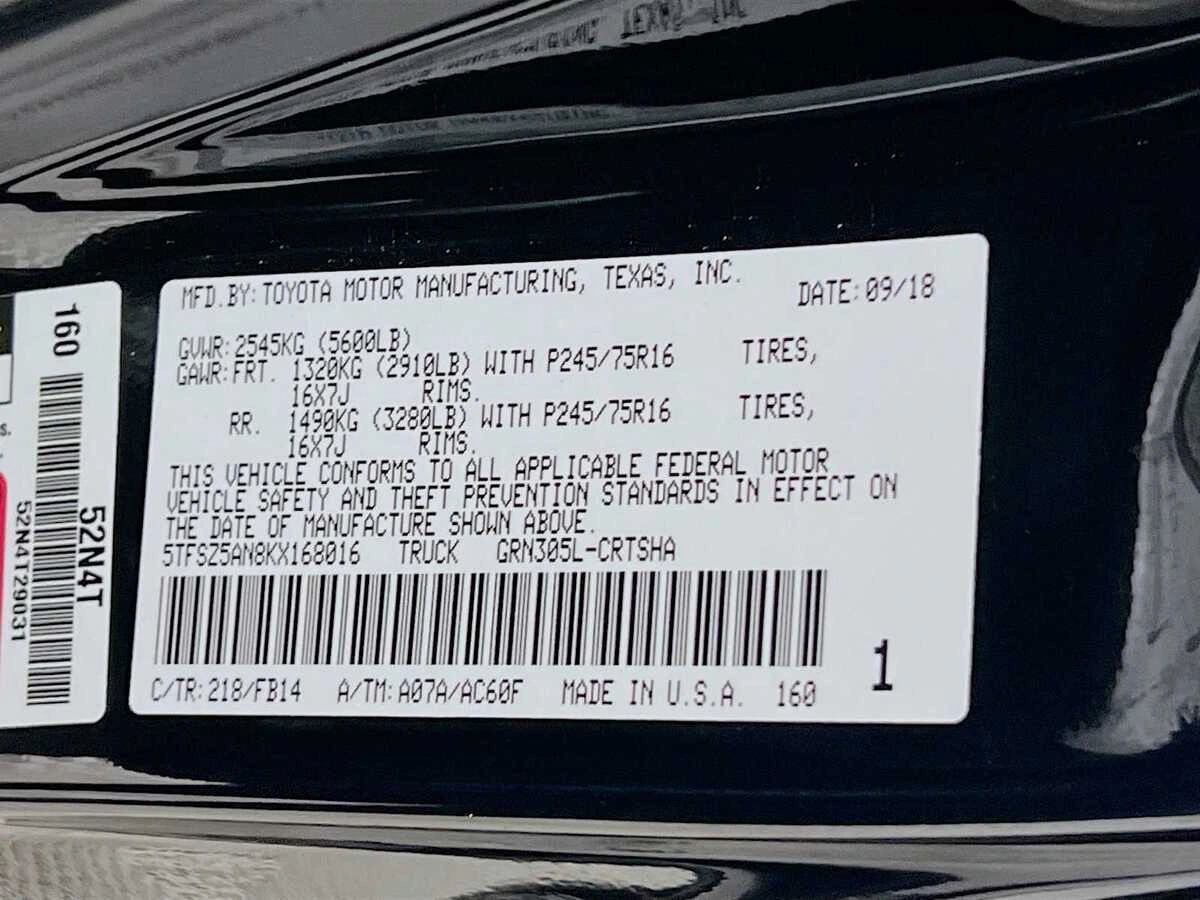 MFD.BY:TOYOTA MOTOR MANUFACTURING, TEXAS, INC.
DATE:09/18
GVWR:2545KG (5600LB)
GAWR:FRT. 1320KG (2910LB) WITH P245/75R16 TIRES,
16X7J RIMS.
RR. 1490KG (3280LB) WITH P245/75R16 TIRES,
16X7J RIMS.
THIS VEHICLE CONFORMS TO ALL APPLICABLE FEDERAL MOTOR
VEHICLE SAFETY AND THEFT PREVENTION STANDARDS IN EFFECT ON
THE DATE OF MANUFACTURE SHOWN ABOVE.
5TFSZ5AN8KX168016 TRUCK GRN305L-CRTSHA
C/TR:218/FB14 A/TM:A07A/AC60F MADE IN U.S.A. 160
1
160
52N4T
52N4T29031